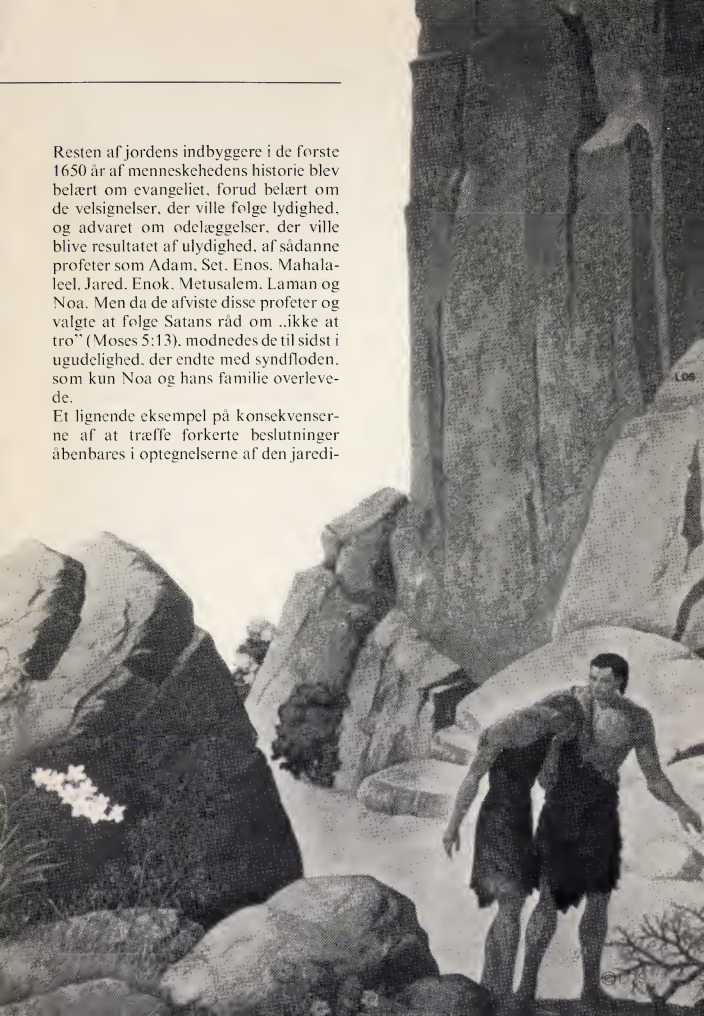 Resten af jordens indbyggere i de første
1650 år af menneskehedens historie blev
belært om evangeliet, forud belært om
de velsignelser, der ville følge lydighed,
og advaret om ødelæggelser, der ville
blive resultatet af ulydighed, af sådanne
profeter som Adam, Set, Enos, Mahala-
leel, Jared, Enok, Metusalem, Laman og
Noa. Men da de afviste disse profeter og
valgte at følge Satans råd om „ikke at
tro” (Moses 5:13), modnedes de til sidst i
ugudelighed, der endte med syndfloden,
som kun Noa og hans familie overleve-
de.
Et lignende eksempel på konsekvenser-
ne af at træffe forkerte beslutninger
åbenbares i optegnelserne af den jaredi-
LDS
©